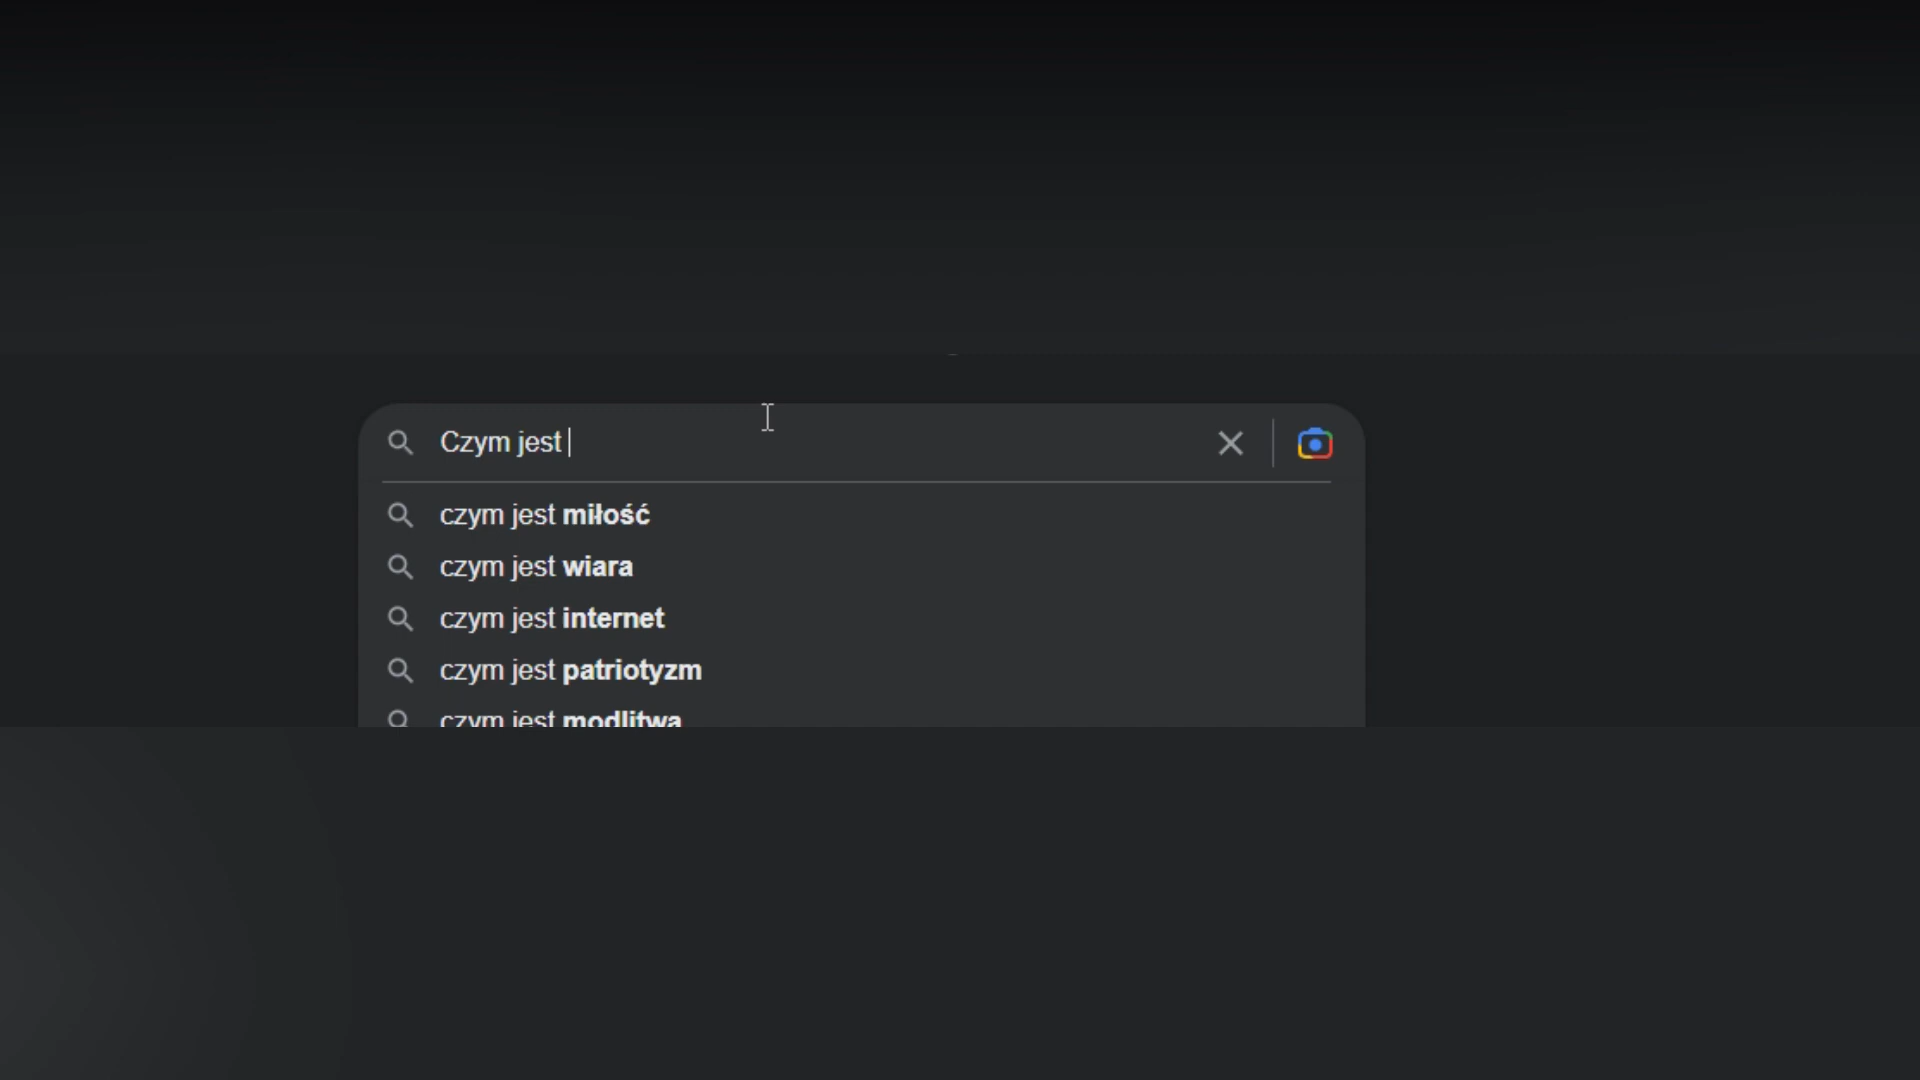 Czym jest
czym jest miłość
czym jest wiara
czym jest internet
czym jest patriotyzm
czym jest modlitwa